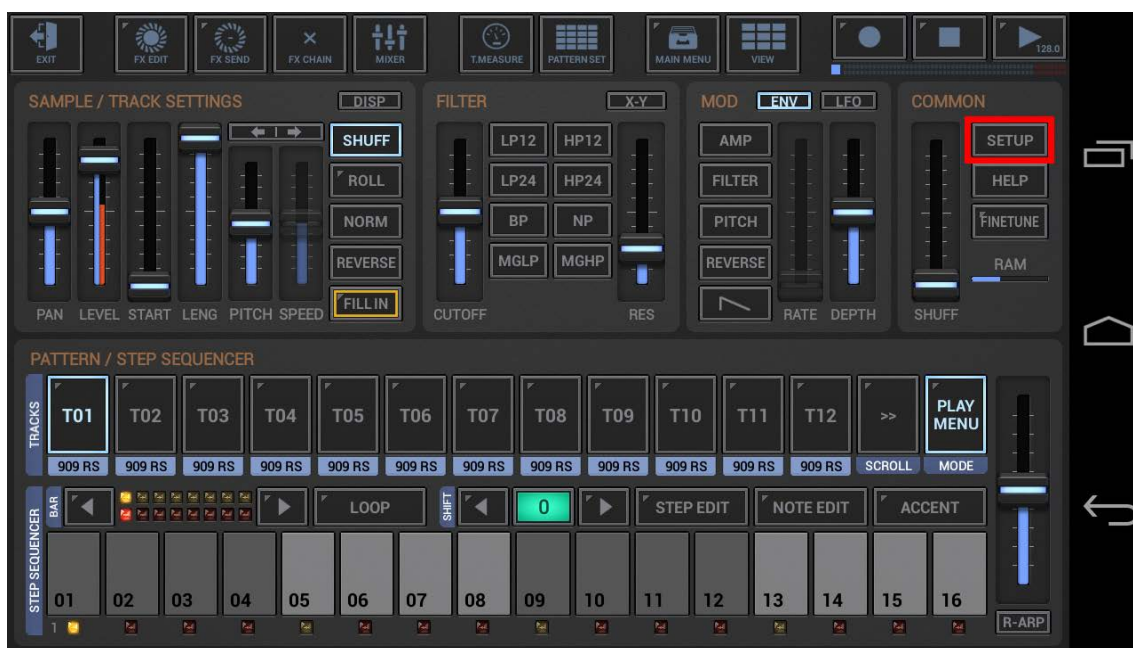 EXIT FX EDIT FX SEND FX CHAIN MIXER T.MEASURE PATTERN SET MAIN MENU VIEW 128.0
SAMPLE / TRACK SETTINGS DISP
SHUFF
ROLL
NORM
REVERSE
FILL IN
PAN LEVEL START LENG PITCH SPEED
FILTER X-Y
LP12 HP12
LP24 HP24
BP NP
MGLP MGHP
CUTOFF RES
MOD ENV LFO
AMP
FILTER
PITCH
REVERSE
RATE DEPTH
COMMON
SETUP
HELP
FINETUNE
RAM
SHUFF
PATTERN / STEP SEQUENCER
TRACKS
T01 T02 T03 T04 T05 T06 T07 T08 T09 T10 T11 T12 >> PLAY MENU
909 RS 909 RS 909 RS 909 RS 909 RS 909 RS 909 RS 909 RS 909 RS 909 RS 909 RS 909 RS SCROLL MODE
STEP SEQUENCER
BAR LOOP SHIFT 0 STEP EDIT NOTE EDIT ACCENT
01 02 03 04 05 06 07 08 09 10 11 12 13 14 15 16
1 R-ARP